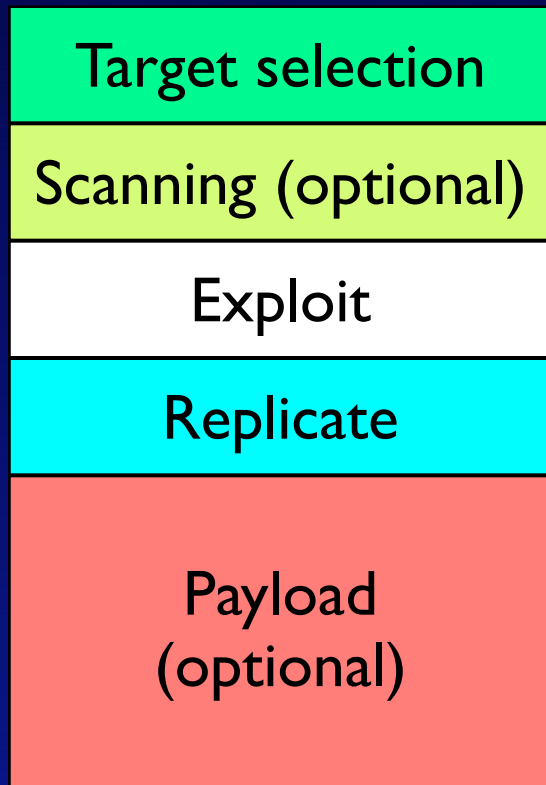 Target selection
Scanning (optional)
Exploit
Replicate
Payload
(optional)